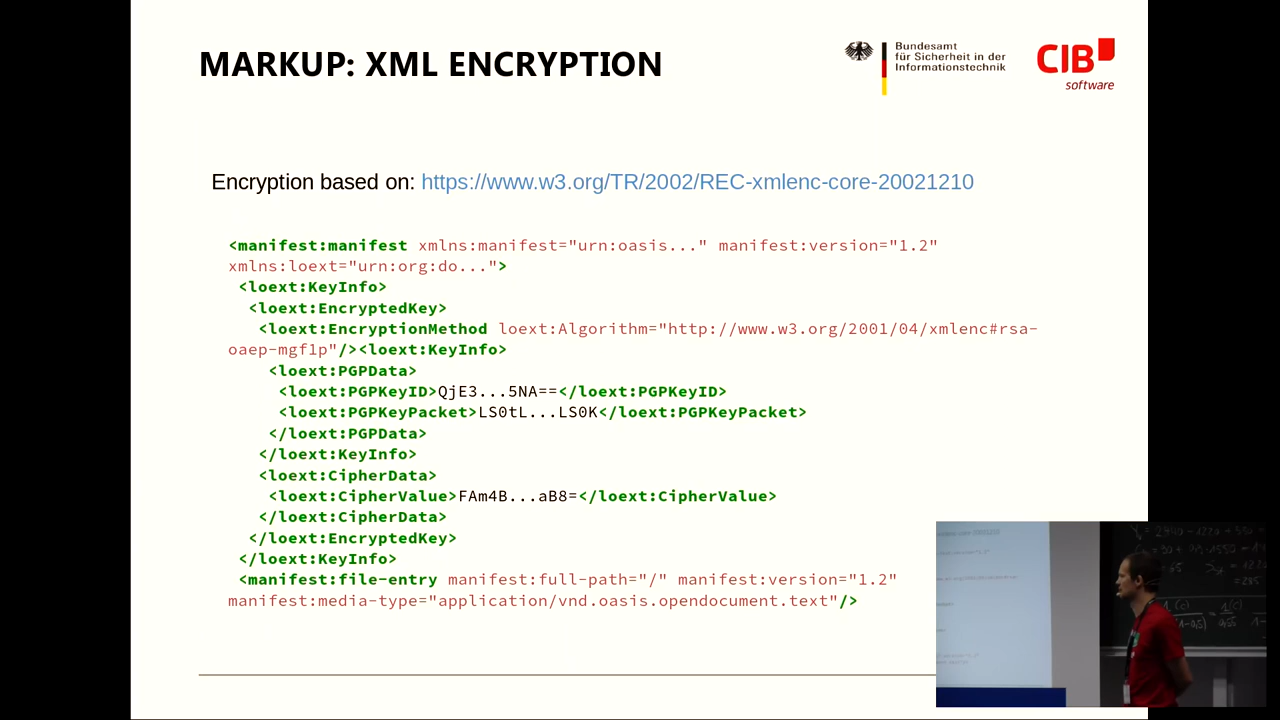 MARKUP: XML ENCRYPTION
Bundesamt
für Sicherheit in der
Informationstechnik
CIB
software
Encryption based on: https://www.w3.org/TR/2002/REC-xmlenc-core-20021210
<manifest:manifest xmlns:manifest="urn:oasis..." manifest:version="1.2"
xmlns:loext="urn:org:do...">
<loext:KeyInfo>
<loext:EncryptedKey>
<loext:EncryptionMethod loext:Algorithm="http://www.w3.org/2001/04/xmlenc#rsa-
oaep-mgf1p"/><loext:KeyInfo>
<loext:PGPData>
<loext:PGPKeyID>QjE3...5NA==</loext:PGPKeyID>
<loext:PGPKeyPacket>LS0tL...LS0K</loext:PGPKeyPacket>
</loext:PGPData>
</loext:KeyInfo>
<loext:CipherData>
<loext:CipherValue>FAm4B...aB8=</loext:CipherValue>
</loext:CipherData>
</loext:EncryptedKey>
</loext:KeyInfo>
<manifest:file-entry manifest:full-path="/" manifest:version="1.2"
manifest:media-type="application/vnd.oasis.opendocument.text"/>